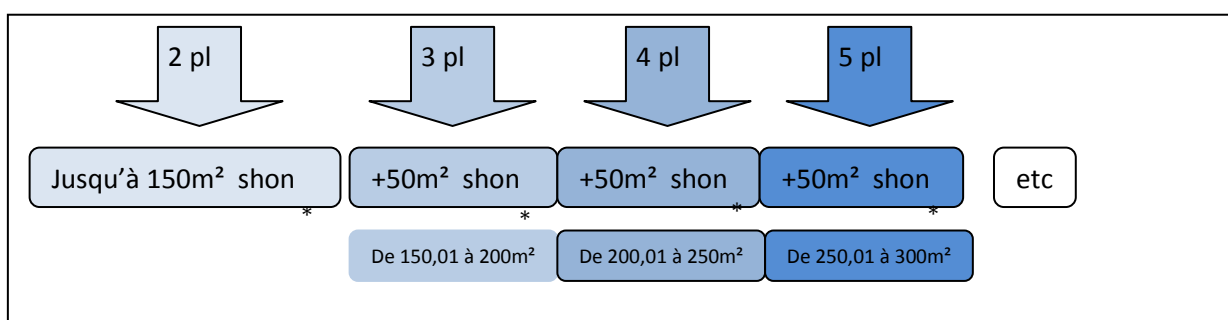 2 pl
3 pl
4 pl
5 pl
Jusqu’à 150m² shon
*
+50m² shon
*
+50m² shon
*
+50m² shon
*
etc
De 150,01 à 200m²
De 200,01 à 250m²
De 250,01 à 300m²